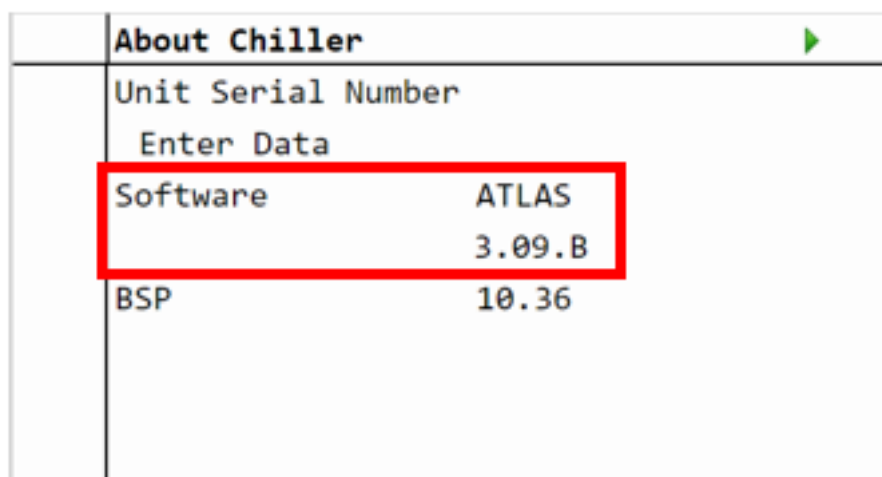 About Chiller
Unit Serial Number
Enter Data
Software ATLAS
3.09.B
BSP 10.36